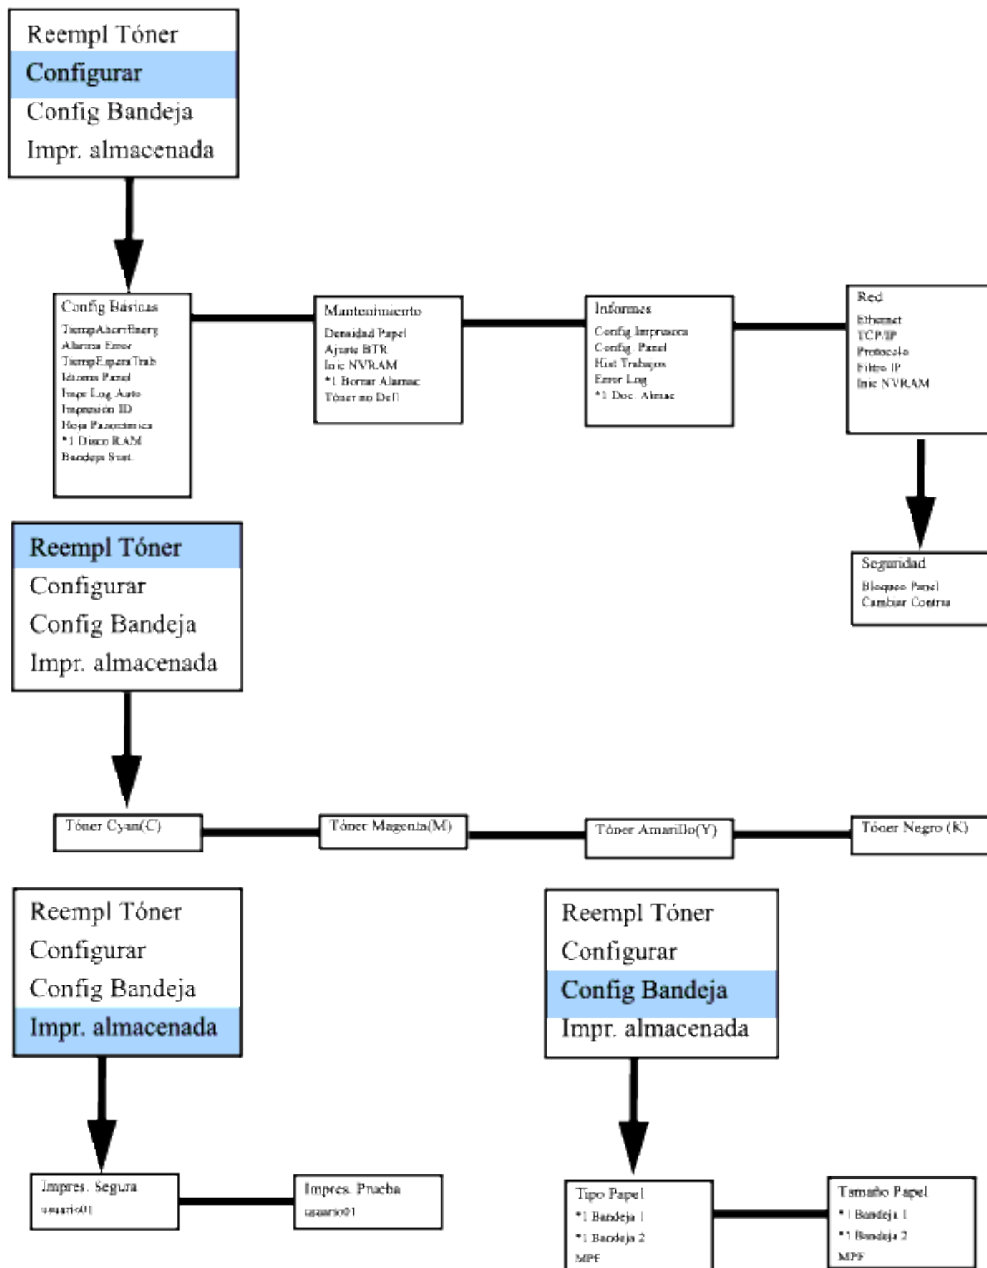 Reempl Tóner
Configurar
Config Bandeja
Impr. almacenada
Config Básicas
TiempAhorrEnerg
Alarma Error
TiempEsperaTrab
Idioma Panel
Impr Log Auto
Impresión ID
Hoja Panorámica
*1 Disco RAM
Bandeja Sust.
Mantenimiento
Densidad Papel
Ajuste BTR
Inic NVRAM
*1 Borrar Alamac
Tóner no Dell
Informes
Config Impresora
Config. Panel
Hist Trabajos
Error Log
*1 Doc. Almac
Red
Ethernet
TCP/IP
Protocolo
Filtro IP
Inic NVRAM
Seguridad
Bloqueo Panel
Cambiar Contra
Reempl Tóner
Configurar
Config Bandeja
Impr. almacenada
Tóner Cyan(C)
Tóner Magenta(M)
Tóner Amarillo(Y)
Tóner Negro (K)
Reempl Tóner
Configurar
Config Bandeja
Impr. almacenada
Impres. Segura
usuario01
Impres. Prueba
usuario01
Reempl Tóner
Configurar
Config Bandeja
Impr. almacenada
Tipo Papel
*1 Bandeja 1
*1 Bandeja 2
MPF
Tamaño Papel
*1 Bandeja 1
*1 Bandeja 2
MPF